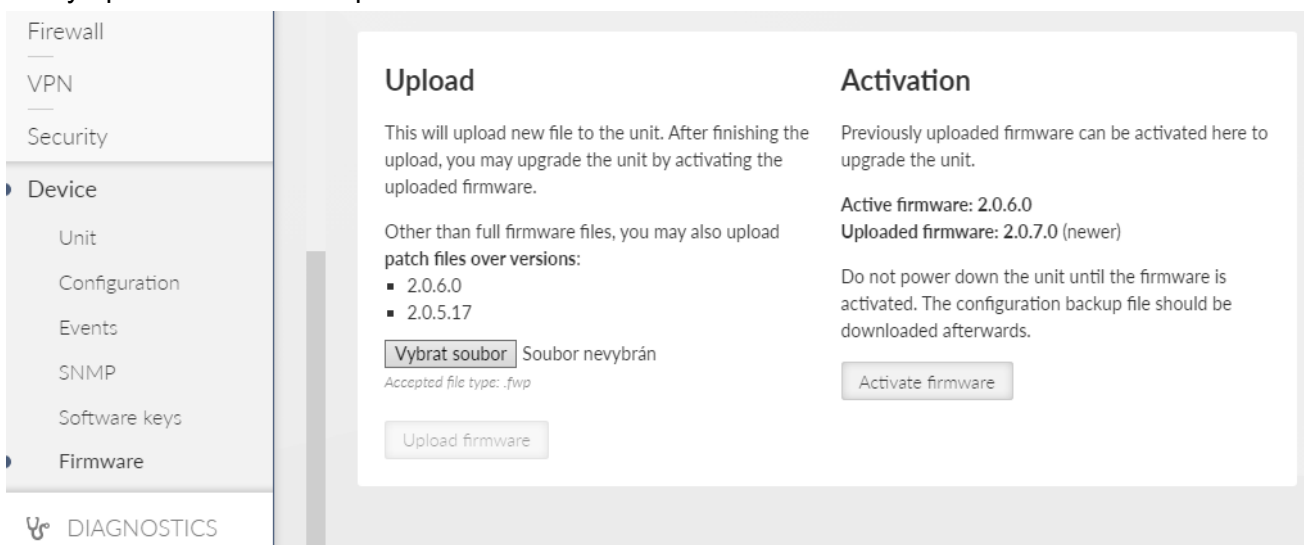 Firewall
VPN
Security
Device
Unit
Configuration
Events
SNMP
Software keys
Firmware
DIAGNOSTICS
Upload
This will upload new file to the unit. After finishing the
upload, you may upgrade the unit by activating the
uploaded firmware.
Other than full firmware files, you may also upload
patch files over versions:
▪ 2.0.6.0
▪ 2.0.5.17
Vybrat soubor Soubor nevybrán
Accepted file type: .fwp
Upload firmware
Activation
Previously uploaded firmware can be activated here to
upgrade the unit.
Active firmware: 2.0.6.0
Uploaded firmware: 2.0.7.0 (newer)
Do not power down the unit until the firmware is
activated. The configuration backup file should be
downloaded afterwards.
Activate firmware